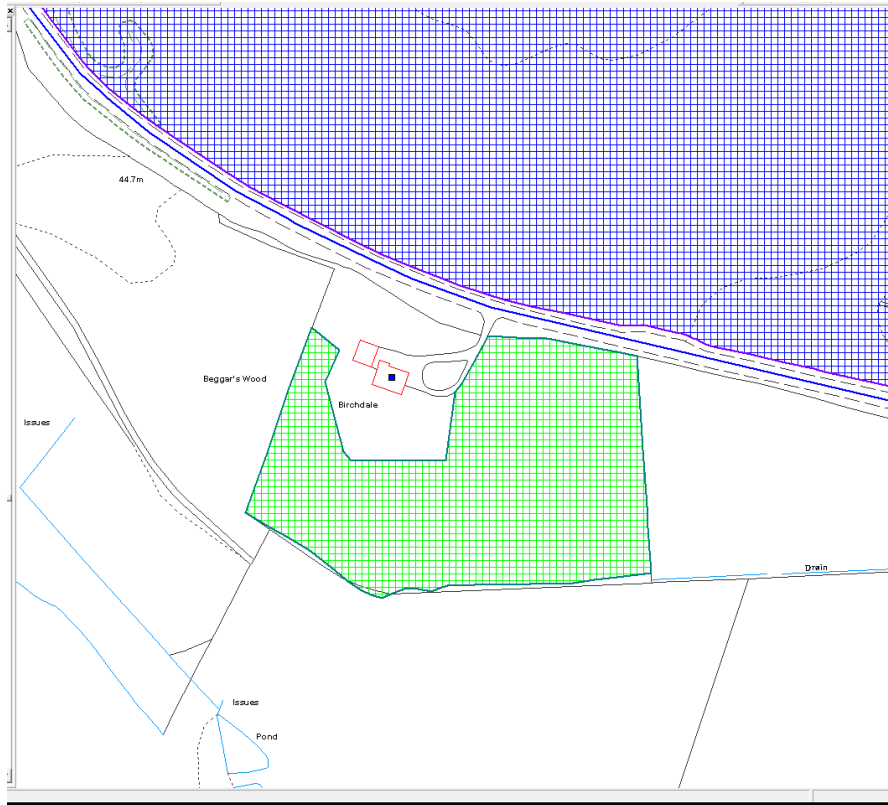 44.7m
Beggar's Wood
Birchdale
Issues
Drain
Issues
Pond